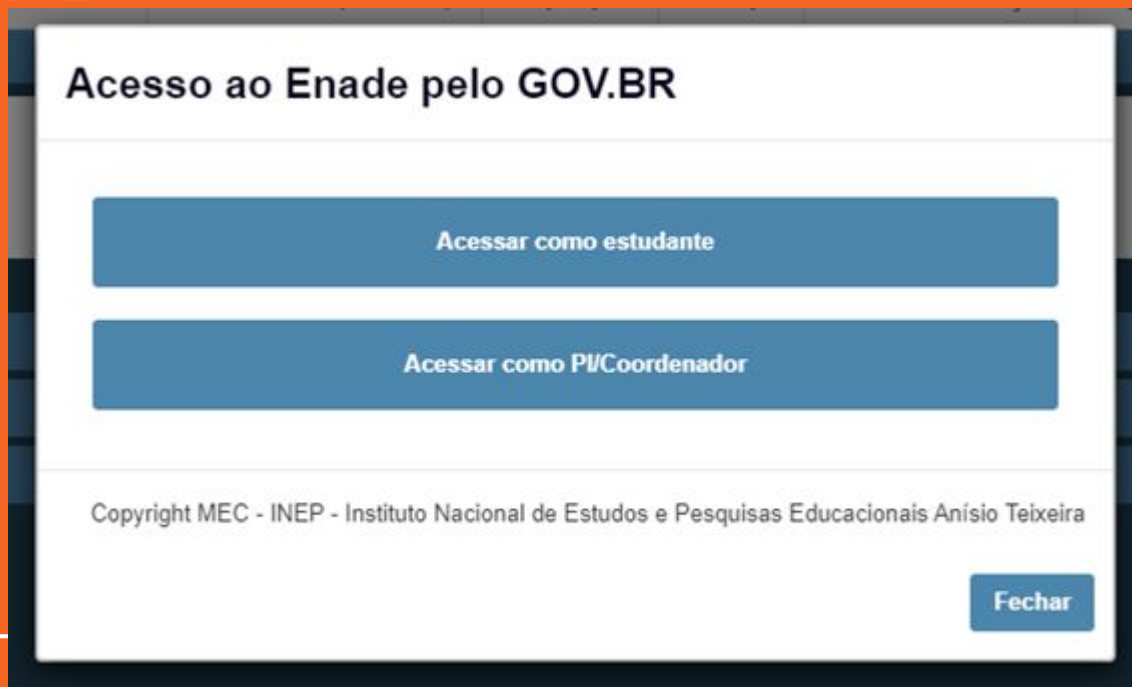 Acesso ao Enade pelo GOV.BR
Acessar como estudante
Acessar como PI/Coordenador
Copyright MEC - INEP - Instituto Nacional de Estudos e Pesquisas Educacionais Anísio Teixeira
Fechar